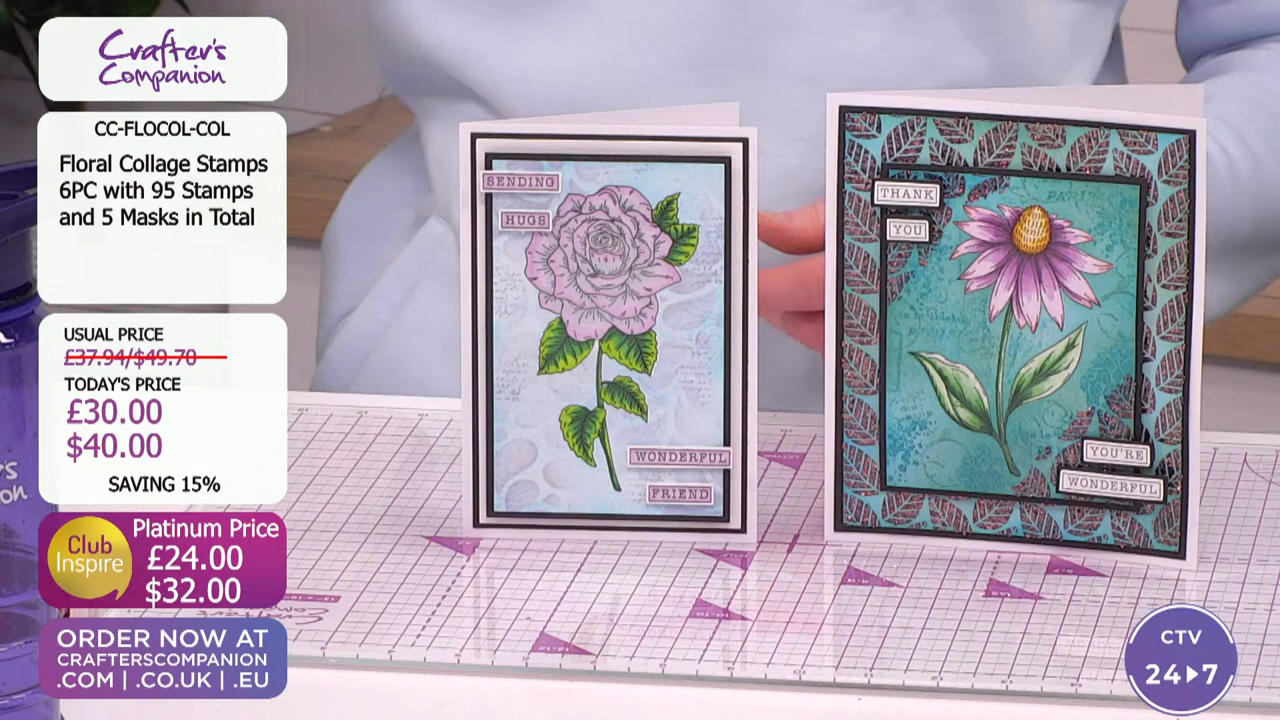 Crafter's
Companion
CC-FLOCOL-COL
Floral Collage Stamps
6PC with 95 Stamps
and 5 Masks in Total
USUAL PRICE
£37.94/$49.70
TODAY'S PRICE
£30.00
$40.00
SAVING 15%
Club
Inspire
Platinum Price
£24.00
$32.00
ORDER NOW AT
CRAFTERSCOMPANION
.COM | .CO.UK | .EU
SENDING
HUGS
WONDERFUL
FRIEND
THANK
YOU
YOU'RE
WONDERFUL
CTV
24▶7